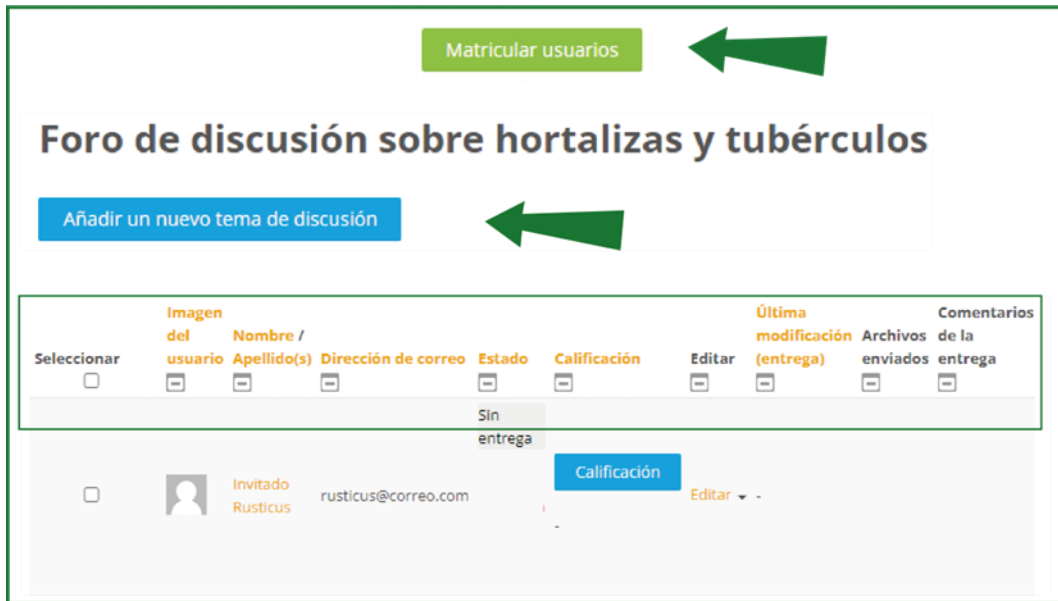 Matricular usuarios
Foro de discusión sobre hortalizas y tubérculos
Añadir un nuevo tema de discusión
Seleccionar
Imagen
del
usuario
Nombre /
Apellido(s)
Dirección de correo
Estado
Calificación
Editar
Última
modificación
(entrega)
Archivos
enviados
Comentarios
de la
entrega
Sin
entrega
Invitado
Rusticus
rusticus@correo.com
Calificación
-
Editar
-